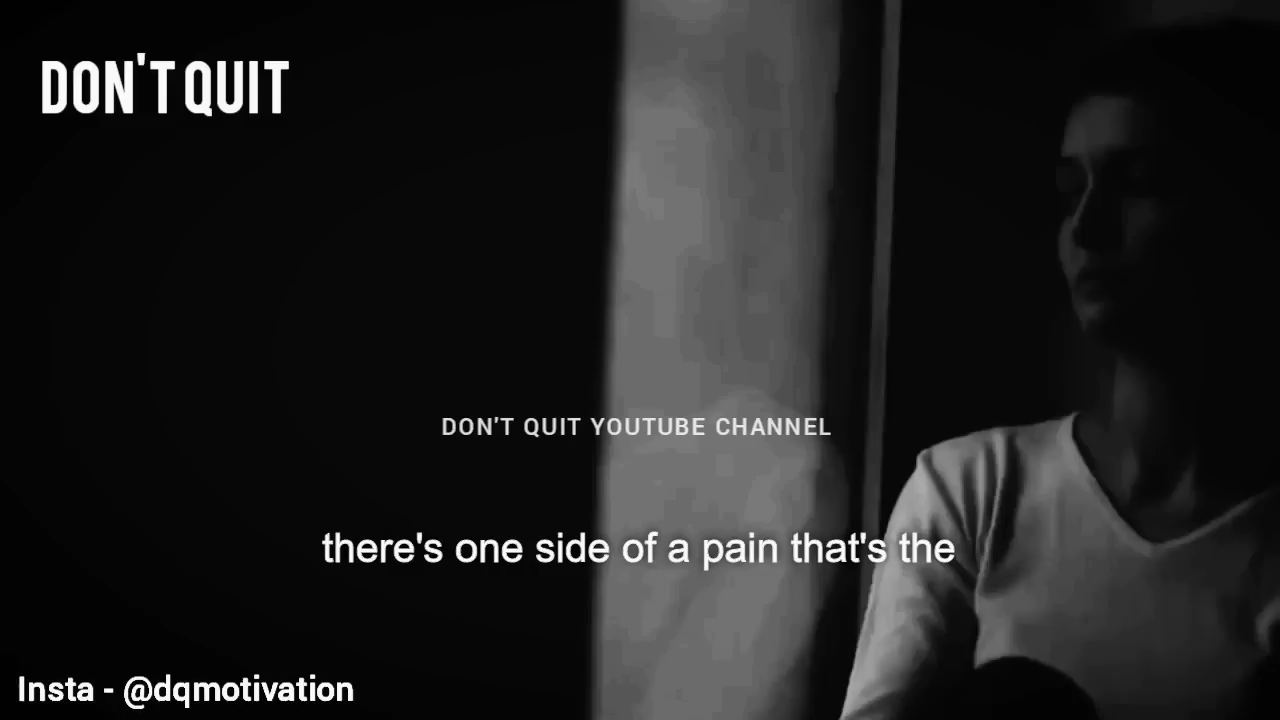 DON'T QUIT
DON'T QUIT YOUTUBE CHANNEL
there's one side of a pain that's the
Insta - @dqmotivation